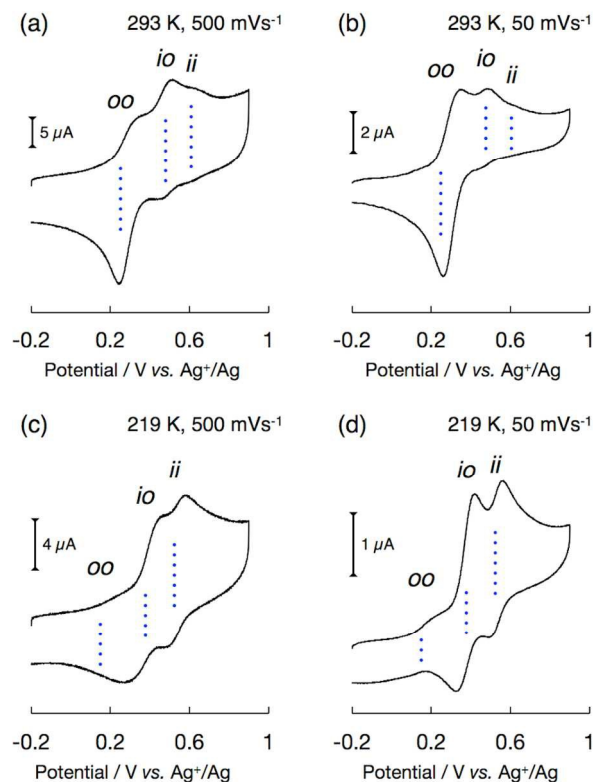 (a) 293 K, 500 mVs⁻¹
oo io ii
5 µA
-0.2 0.2 0.6 1
Potential / V vs. Ag⁺/Ag
(b) 293 K, 50 mVs⁻¹
oo io ii
2 µA
-0.2 0.2 0.6 1
Potential / V vs. Ag⁺/Ag
(c) 219 K, 500 mVs⁻¹
oo io ii
4 µA
-0.2 0.2 0.6 1
Potential / V vs. Ag⁺/Ag
(d) 219 K, 50 mVs⁻¹
oo io ii
1 µA
-0.2 0.2 0.6 1
Potential / V vs. Ag⁺/Ag